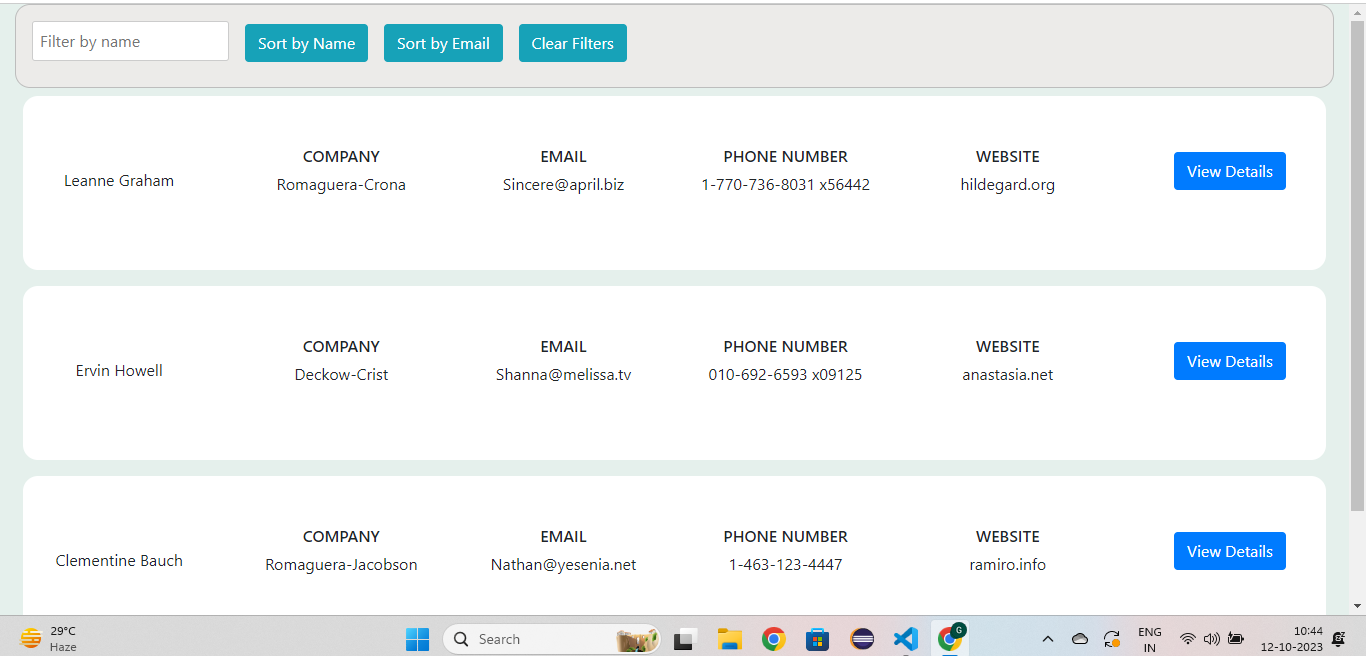 Filter by name Sort by Name Sort by Email Clear Filters
COMPANY EMAIL PHONE NUMBER WEBSITE
Leanne Graham Romaguera-Crona Sincere@april.biz 1-770-736-8031 x56442 hildegard.org View Details
COMPANY EMAIL PHONE NUMBER WEBSITE
Ervin Howell Deckow-Crist Shanna@melissa.tv 010-692-6593 x09125 anastasia.net View Details
COMPANY EMAIL PHONE NUMBER WEBSITE
Clementine Bauch Romaguera-Jacobson Nathan@yesenia.net 1-463-123-4447 ramiro.info View Details
29°C
Haze
Search
G
ENG
IN
10:44
12-10-2023